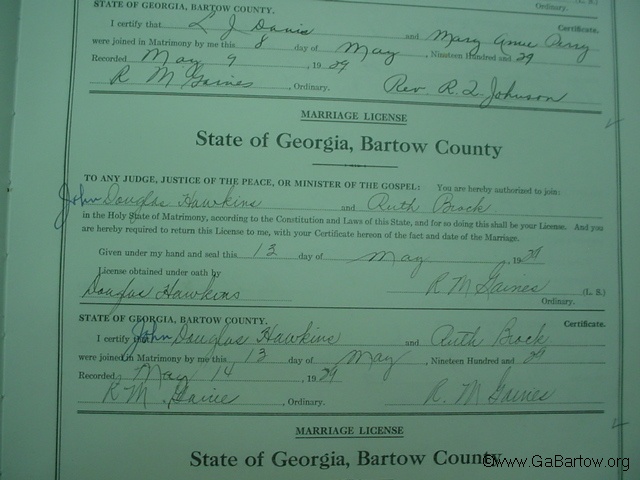 STATE OF GEORGIA, BARTOW COUNTY. Certificate.
I certify that L J Davis and Mary Annie Perry
were joined in Matrimony by me this 8 day of May, Nineteen Hundred and 29
Recorded May 9, 1929
R M Gaines, Ordinary. Rev. R. L. Johnson
MARRIAGE LICENSE
State of Georgia, Bartow County
TO ANY JUDGE, JUSTICE OF THE PEACE, OR MINISTER OF THE GOSPEL: You are hereby authorized to join:
John Douglas Hawkins and Ruth Brock
in the Holy State of Matrimony, according to the Constitution and Laws of this State, and for so doing this shall be your License. And you
are hereby required to return this License to me, with your Certificate hereon of the fact and date of the Marriage.
Given under my hand and seal this 13 day of May, 1929
License obtained under oath by
Douglas Hawkins R M Gaines (L. S.)
Ordinary.
STATE OF GEORGIA, BARTOW COUNTY. Certificate.
I certify John Douglas Hawkins and Ruth Brock
were joined in Matrimony by me this 13 day of May, Nineteen Hundred and 29
Recorded May 14, 1929
R M. Gaines, Ordinary. R. M Gaines
MARRIAGE LICENSE
State of Georgia, Bartow County
©www.GaBartow.org